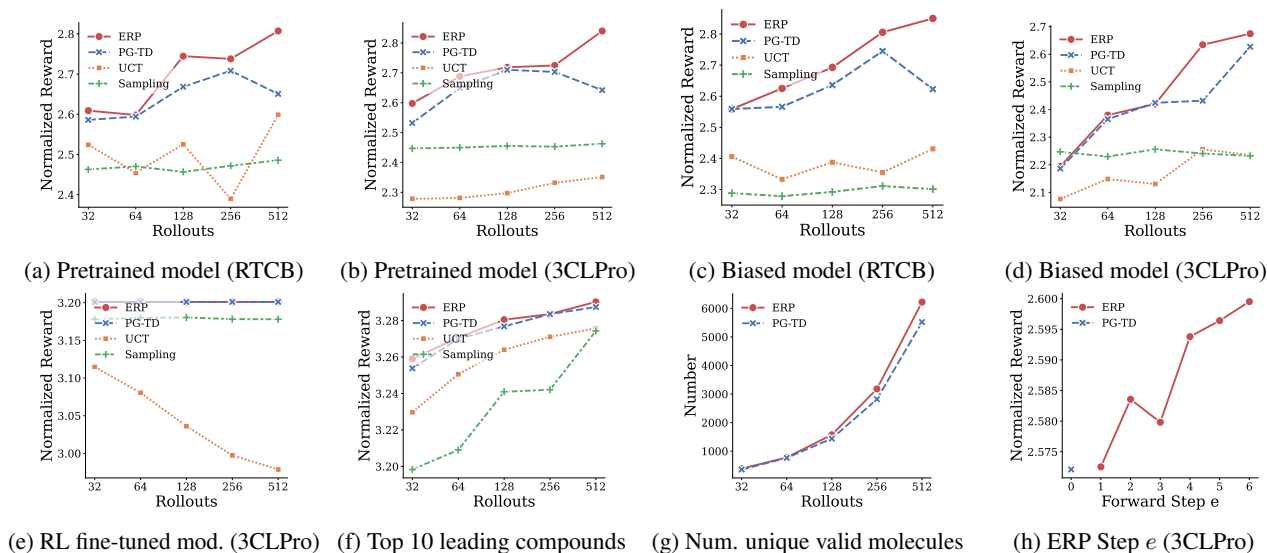 2.8
2.7
2.6
2.5
2.4
Normalized Reward
ERP
PG-TD
UCT
Sampling
32 64 128 256 512
Rollouts
(a) Pretrained model (RTCB)
2.8
2.7
2.6
2.5
2.4
2.3
Normalized Reward
ERP
PG-TD
UCT
Sampling
32 64 128 256 512
Rollouts
(b) Pretrained model (3CLPro)
2.8
2.7
2.6
2.5
2.4
2.3
Normalized Reward
ERP
PG-TD
UCT
Sampling
32 64 128 256 512
Rollouts
(c) Biased model (RTCB)
2.7
2.6
2.5
2.4
2.3
2.2
2.1
Normalized Reward
ERP
PG-TD
UCT
Sampling
32 64 128 256 512
Rollouts
(d) Biased model (3CLPro)
3.20
3.15
3.10
3.05
3.00
Normalized Reward
ERP
PG-TD
UCT
Sampling
32 64 128 256 512
Rollouts
(e) RL fine-tuned mod. (3CLPro)
3.28
3.26
3.24
3.22
3.20
Normalized Reward
ERP
PG-TD
UCT
Sampling
32 64 128 256 512
Rollouts
(f) Top 10 leading compounds
6000
5000
4000
3000
2000
1000
Number
ERP
PG-TD
32 64 128 256 512
Rollouts
(g) Num. unique valid molecules
2.600
2.595
2.590
2.585
2.580
2.575
Normalized Reward
ERP
PG-TD
0 1 2 3 4 5 6
Forward Step e
(h) ERP Step e (3CLPro)